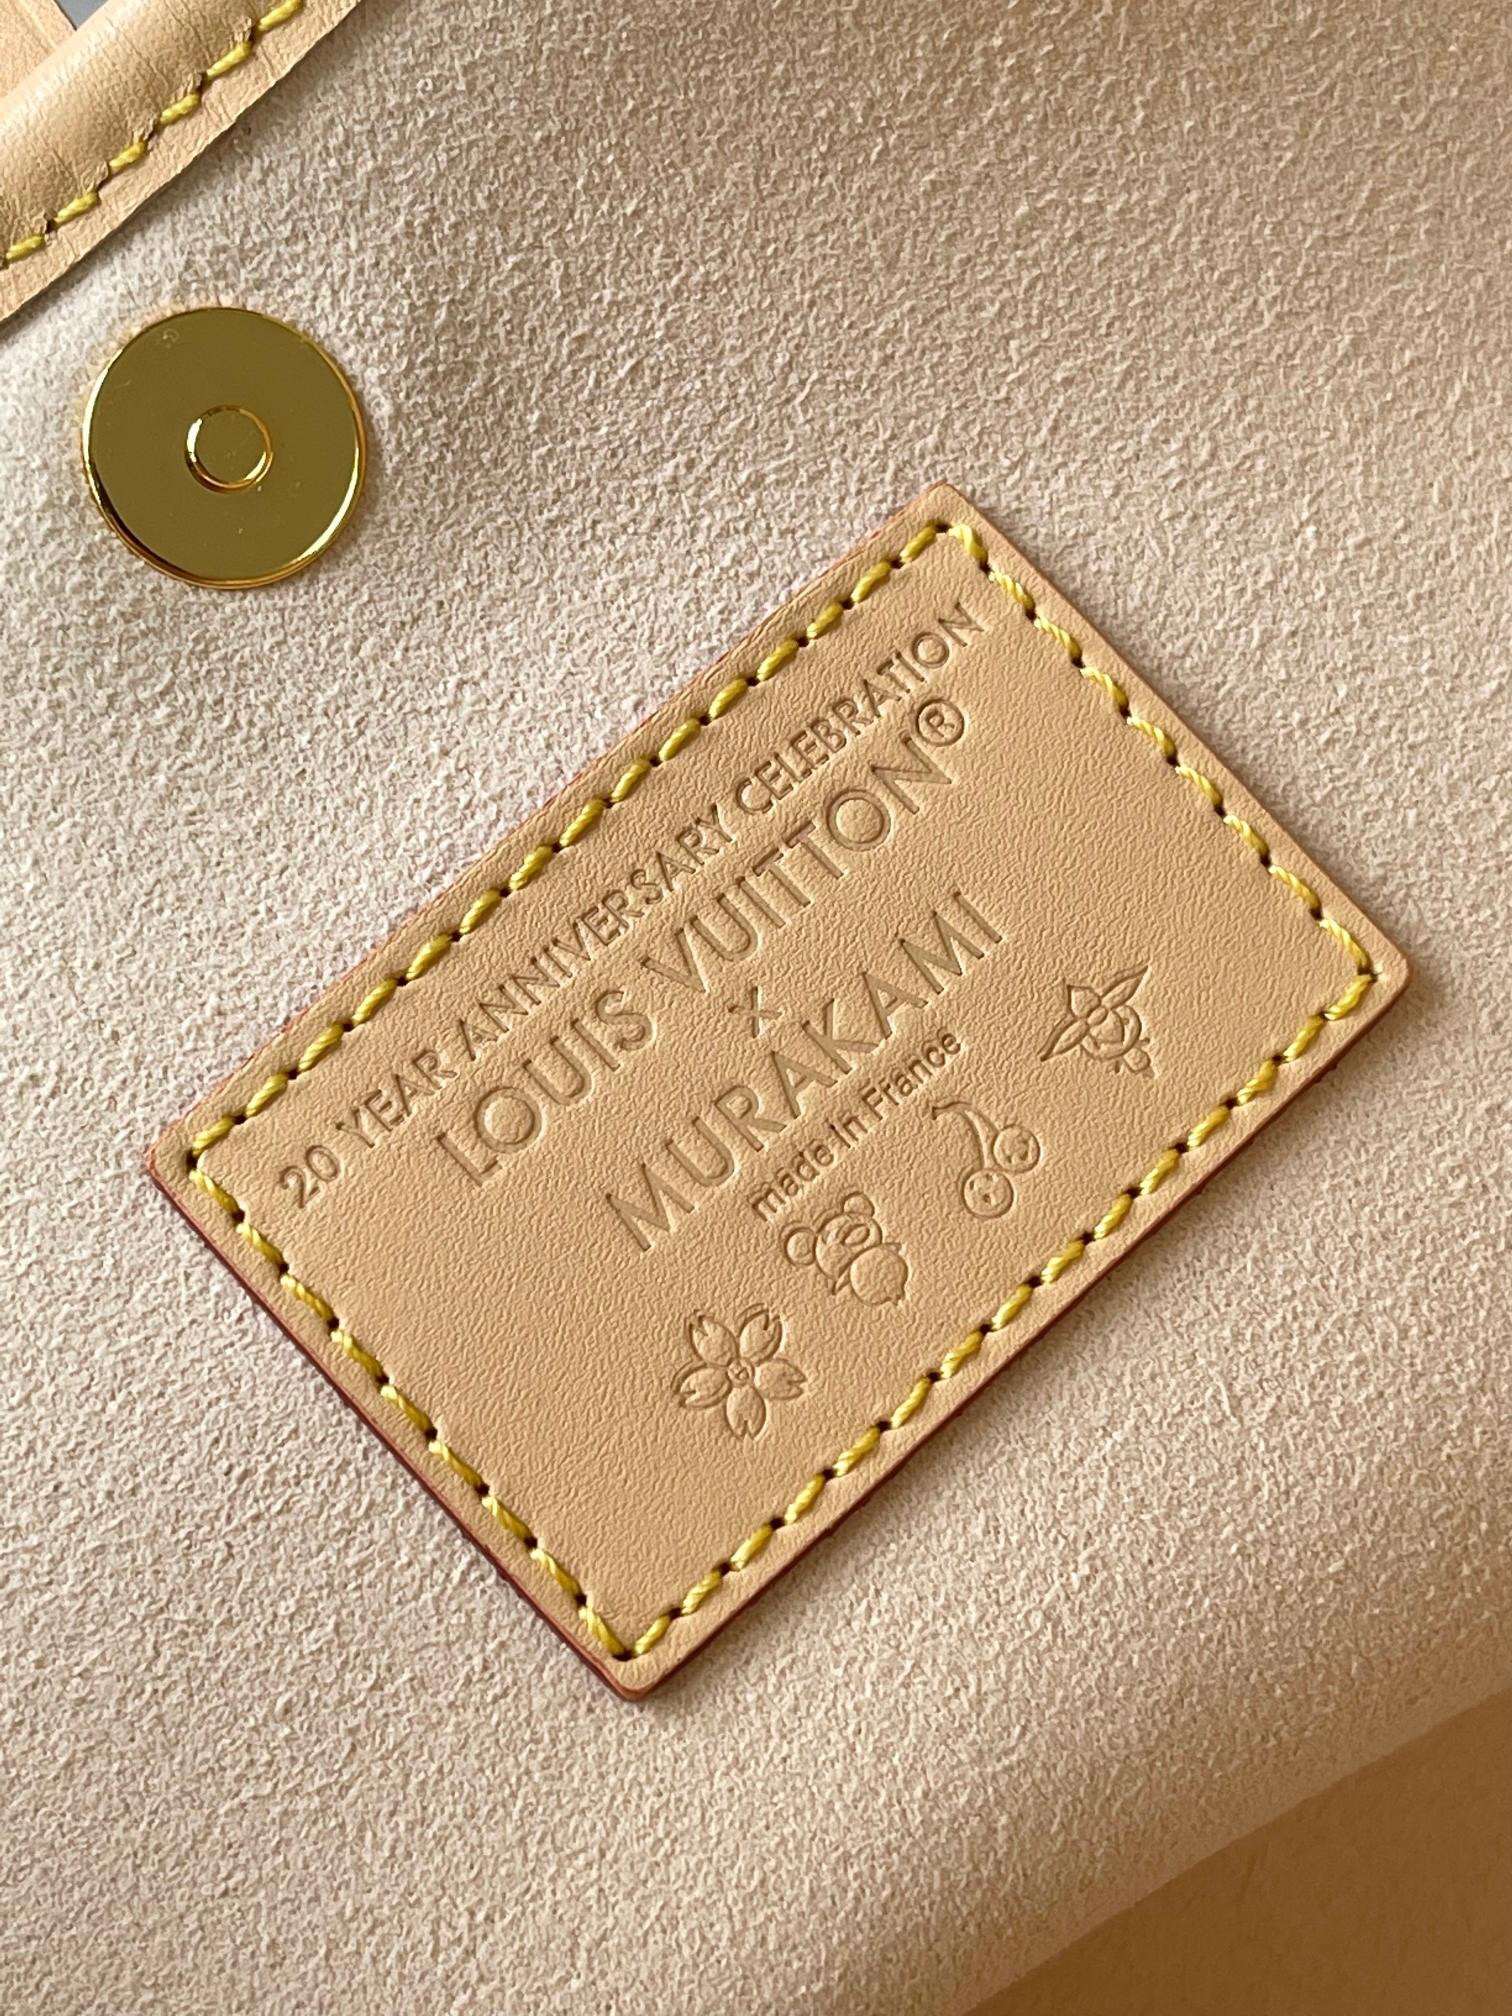 20 YEAR ANNIVERSARY CELEBRATION
LOUIS VUITTON®
x
MURAKAMI
made in France